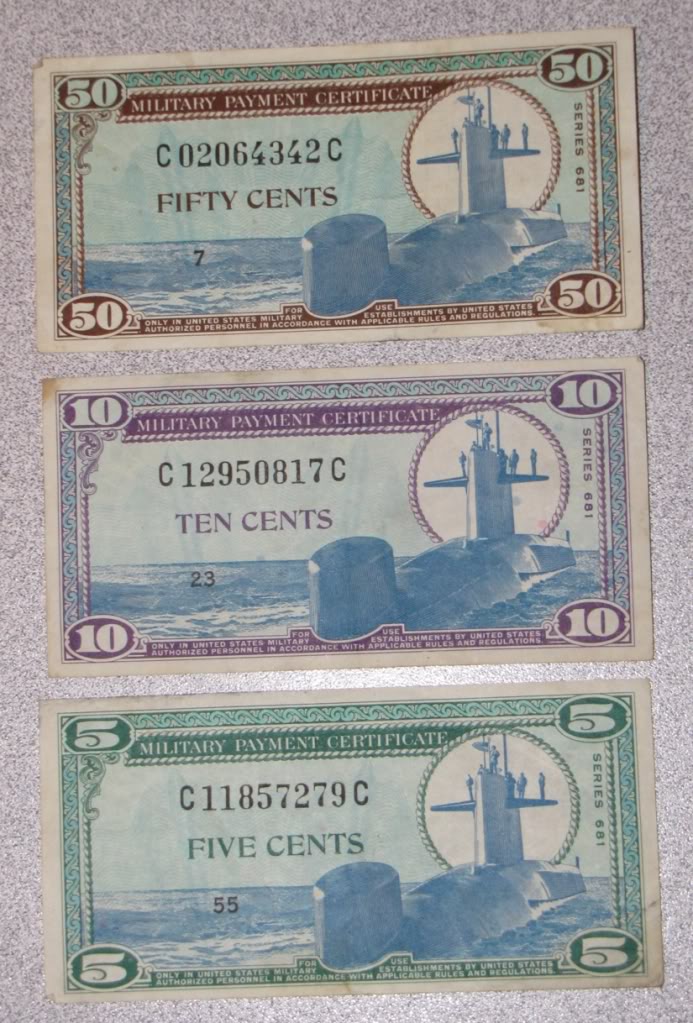 50 50
MILITARY PAYMENT CERTIFICATE
SERIES 681
C02064342C
FIFTY CENTS
7
50 50
FOR USE
ONLY IN UNITED STATES MILITARY ESTABLISHMENTS BY UNITED STATES
AUTHORIZED PERSONNEL IN ACCORDANCE WITH APPLICABLE RULES AND REGULATIONS.
10 10
MILITARY PAYMENT CERTIFICATE
SERIES 681
C12950817C
TEN CENTS
23
10 10
FOR USE
ONLY IN UNITED STATES MILITARY ESTABLISHMENTS BY UNITED STATES
AUTHORIZED PERSONNEL IN ACCORDANCE WITH APPLICABLE RULES AND REGULATIONS.
5 5
MILITARY PAYMENT CERTIFICATE
SERIES 681
C11857279C
FIVE CENTS
55
5 5
FOR USE
ONLY IN UNITED STATES MILITARY ESTABLISHMENTS BY UNITED STATES
AUTHORIZED PERSONNEL IN ACCORDANCE WITH APPLICABLE RULES AND REGULATIONS.